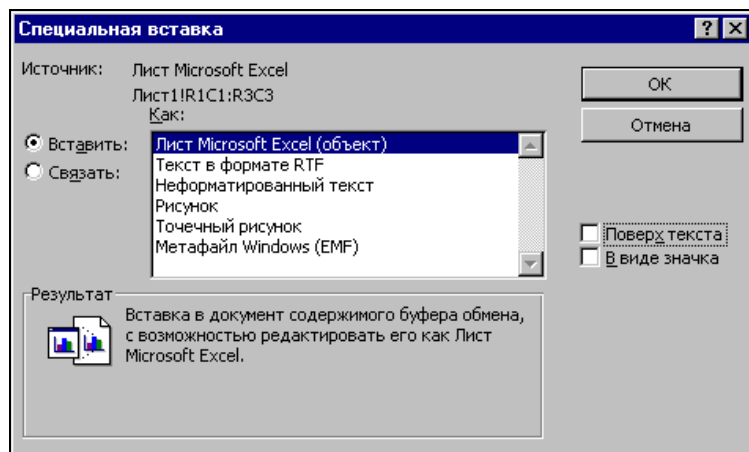 Специальная вставка
Источник: Лист Microsoft Excel
Лист1!R1C1:R3C3
Как:
Вставить:
Связать:
Лист Microsoft Excel (объект)
Текст в формате RTF
Неформатированный текст
Рисунок
Точечный рисунок
Метафайл Windows (EMF)
ОК
Отмена
Поверх текста
В виде значка
Результат
Вставка в документ содержимого буфера обмена,
с возможностью редактировать его как Лист
Microsoft Excel.